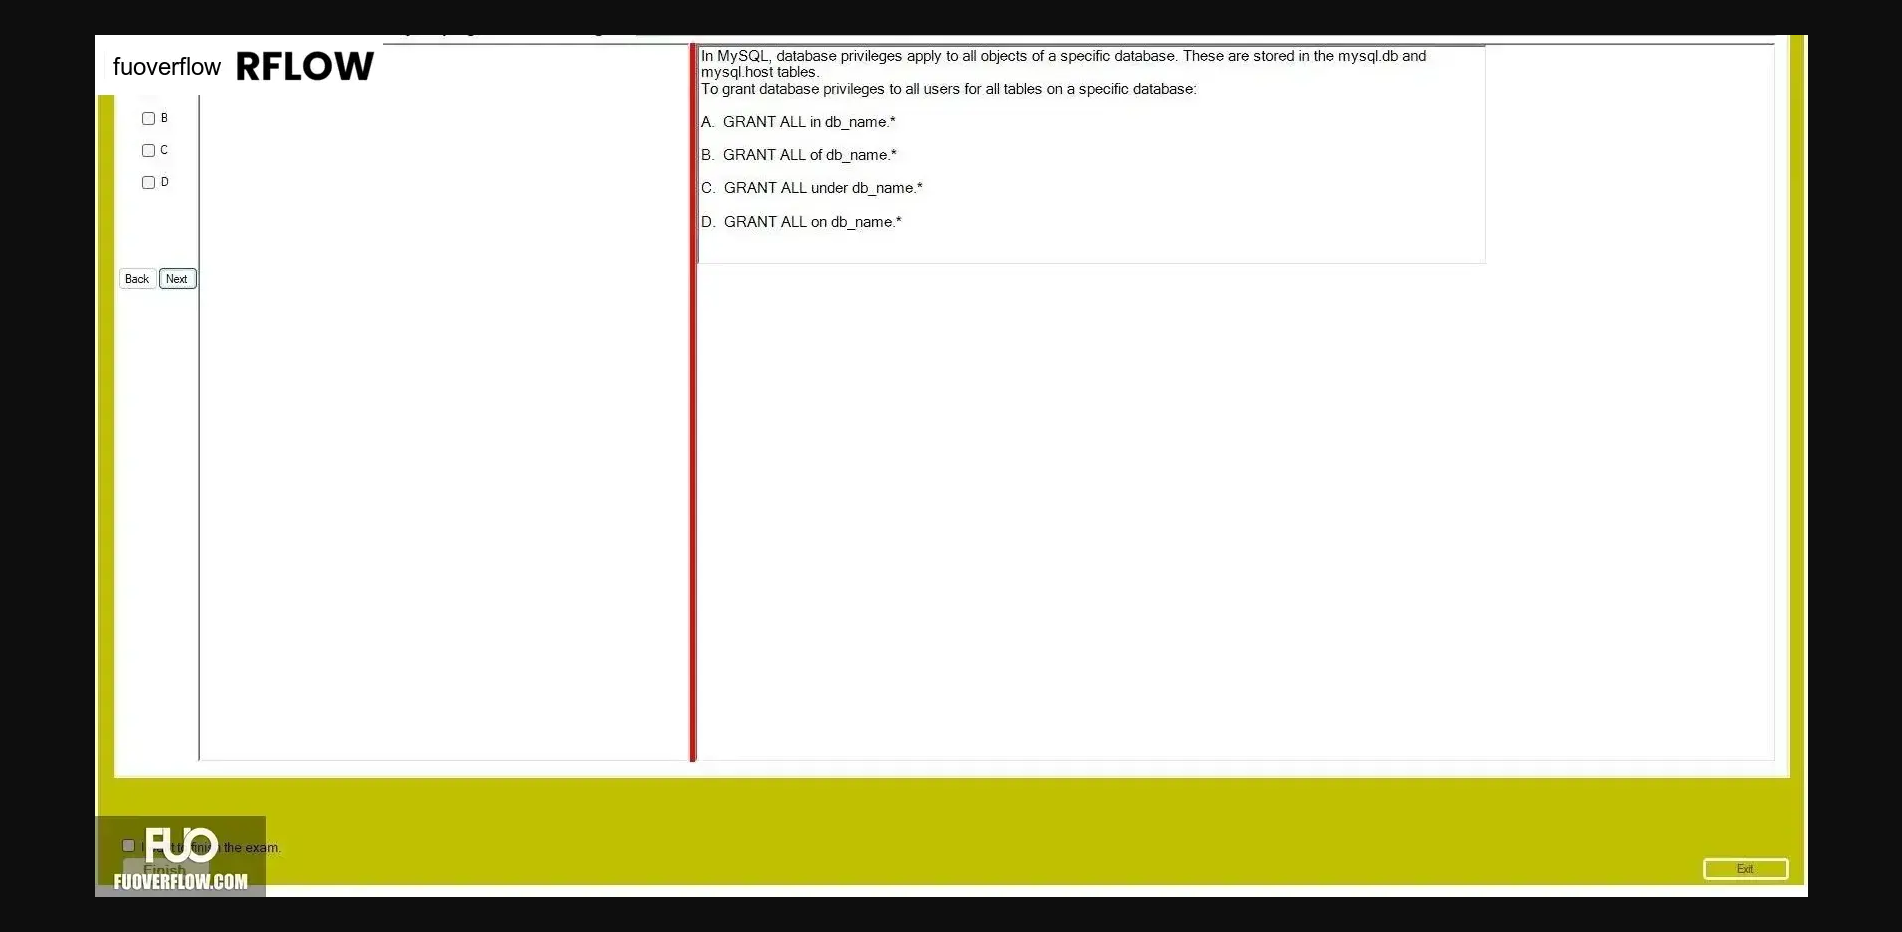 fuoverflow RFLOW
In MySQL, database privileges apply to all objects of a specific database. These are stored in the mysql.db and
mysql.host tables.
To grant database privileges to all users for all tables on a specific database:
A. GRANT ALL in db_name.*
B. GRANT ALL of db_name.*
C. GRANT ALL under db_name.*
D. GRANT ALL on db_name.*
B
C
D
Back Next
FUO
finish the exam.
Finish
FUOVERFLOW.COM
Exit